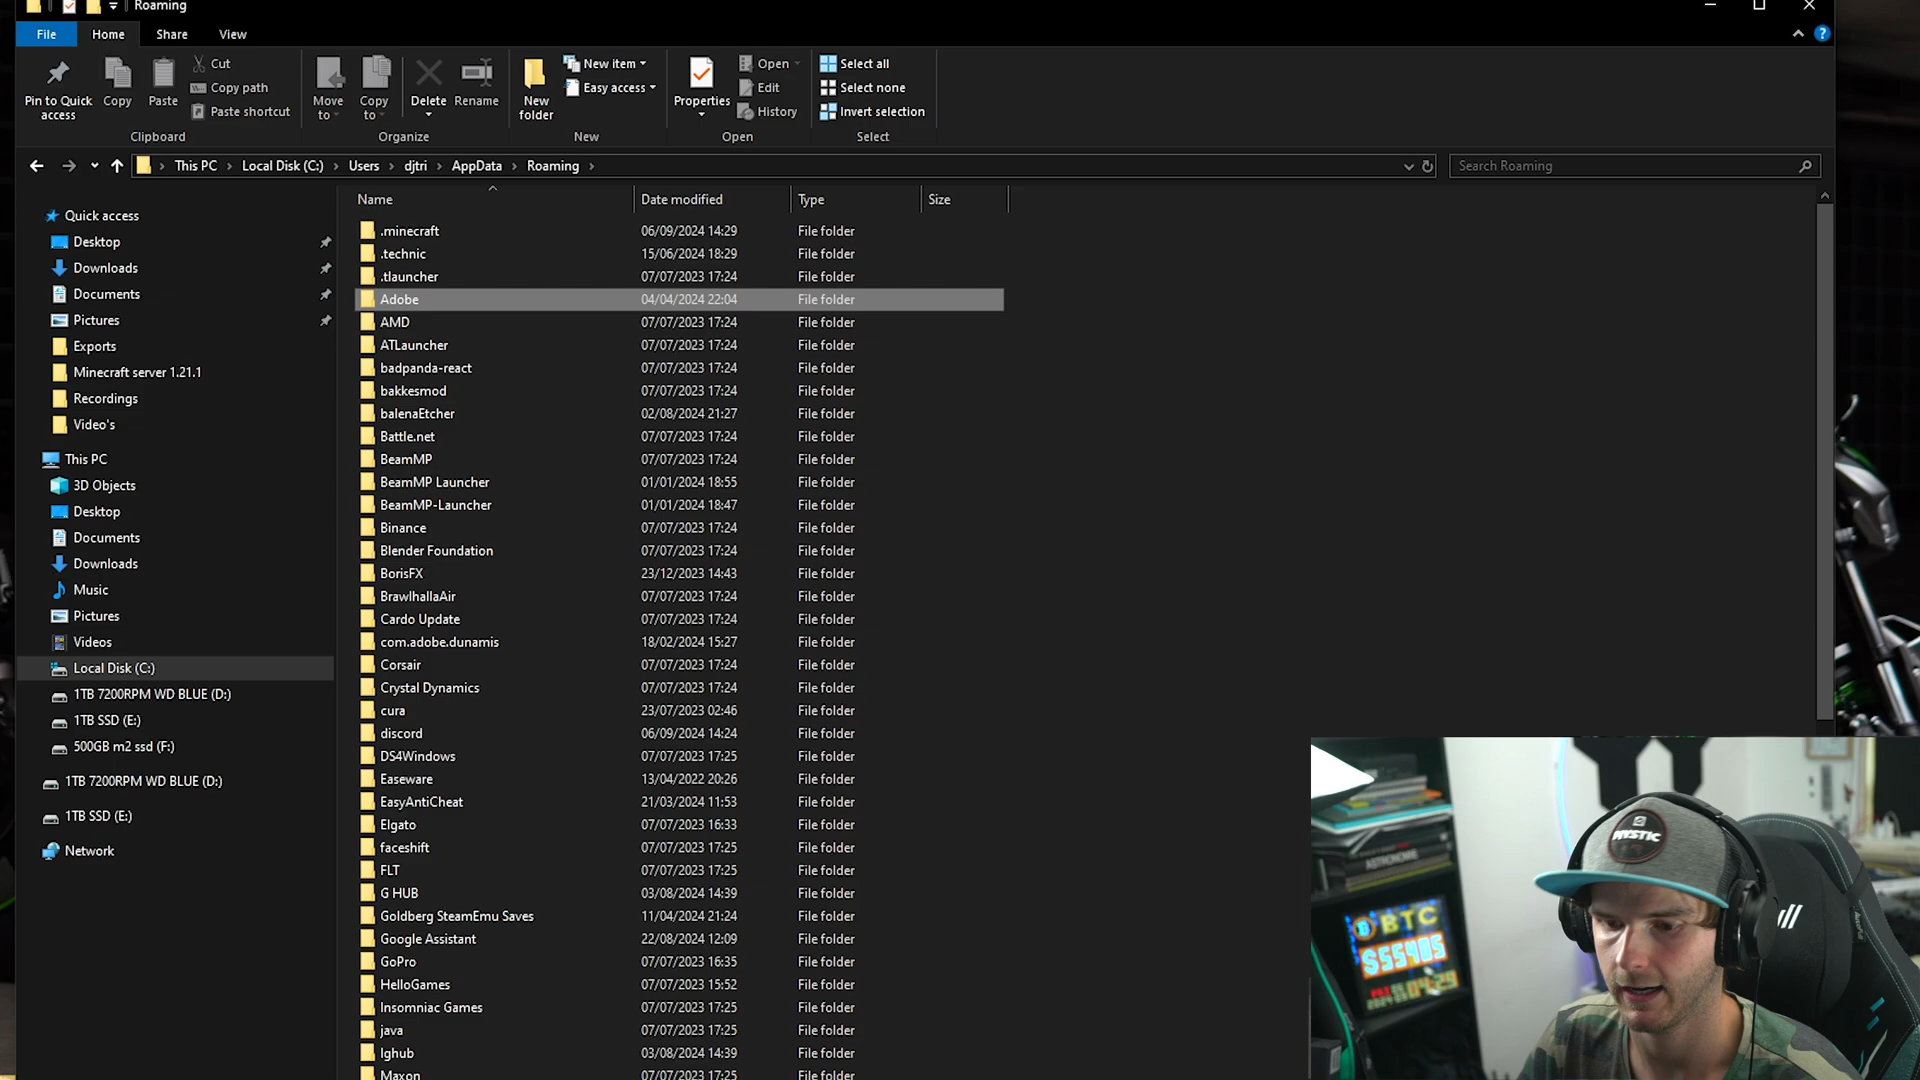 Roaming
File Home Share View
Pin to Quick access
Copy
Paste
Cut
Copy path
Paste shortcut
Clipboard
Move to
Copy to
Delete
Rename
Organize
New folder
New item
Easy access
New
Properties
Open
Edit
History
Open
Select all
Select none
Invert selection
Select
This PC > Local Disk (C:) > Users > djtri > AppData > Roaming >
Search Roaming
Quick access
Desktop
Downloads
Documents
Pictures
Exports
Minecraft server 1.21.1
Recordings
Video's
This PC
3D Objects
Desktop
Documents
Downloads
Music
Pictures
Videos
Local Disk (C:)
1TB 7200RPM WD BLUE (D:)
1TB SSD (E:)
500GB m2 ssd (F:)
1TB 7200RPM WD BLUE (D:)
1TB SSD (E:)
Network
Name Date modified Type Size
.minecraft 06/09/2024 14:29 File folder
.technic 15/06/2024 18:29 File folder
.tlauncher 07/07/2023 17:24 File folder
Adobe 04/04/2024 22:04 File folder
AMD 07/07/2023 17:24 File folder
ATLauncher 07/07/2023 17:24 File folder
badpanda-react 07/07/2023 17:24 File folder
bakkesmod 07/07/2023 17:24 File folder
balenaEtcher 02/08/2024 21:27 File folder
Battle.net 07/07/2023 17:24 File folder
BeamMP 07/07/2023 17:24 File folder
BeamMP Launcher 01/01/2024 18:55 File folder
BeamMP-Launcher 01/01/2024 18:47 File folder
Binance 07/07/2023 17:24 File folder
Blender Foundation 07/07/2023 17:24 File folder
BorisFX 23/12/2023 14:43 File folder
BrawlhallaAir 07/07/2023 17:24 File folder
Cardo Update 07/07/2023 17:24 File folder
com.adobe.dunamis 18/02/2024 15:27 File folder
Corsair 07/07/2023 17:24 File folder
Crystal Dynamics 07/07/2023 17:24 File folder
cura 23/07/2023 02:46 File folder
discord 06/09/2024 14:24 File folder
DS4Windows 07/07/2023 17:25 File folder
Easeware 13/04/2022 20:26 File folder
EasyAntiCheat 21/03/2024 11:53 File folder
Elgato 07/07/2023 16:33 File folder
faceshift 07/07/2023 17:25 File folder
FLT 07/07/2023 17:25 File folder
G HUB 03/08/2024 14:39 File folder
Goldberg SteamEmu Saves 11/04/2024 21:24 File folder
Google Assistant 22/08/2024 12:09 File folder
GoPro 07/07/2023 16:35 File folder
HelloGames 07/07/2023 15:52 File folder
Insomniac Games 07/07/2023 17:25 File folder
java 07/07/2023 17:25 File folder
lghub 03/08/2024 14:39 File folder
Maxon 07/07/2023 17:25 File folder
MYSTIC
BTC
$55405